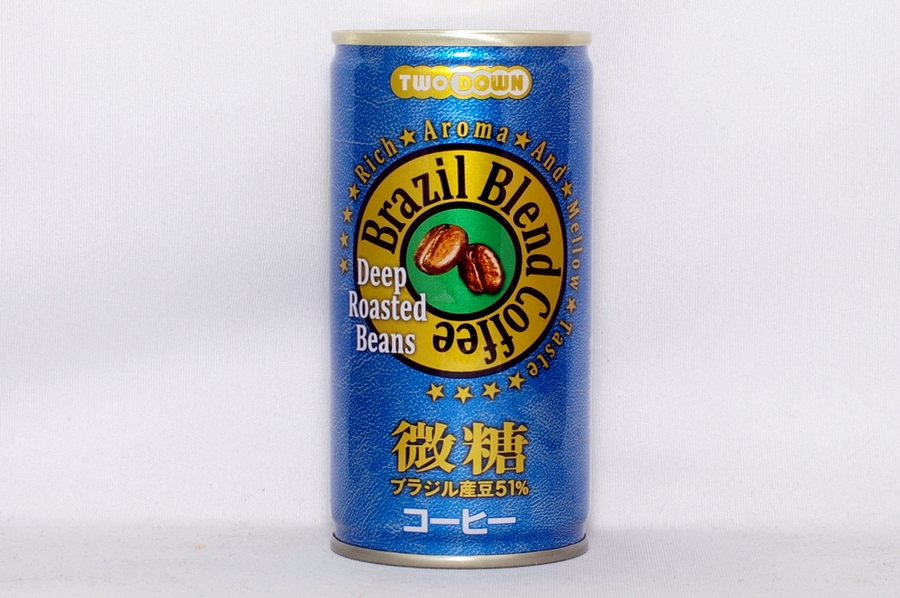 TWO DOWN
★★★★Rich★Aroma★And★Mellow★Taste★★★★
Brazil Blend Coffee
Deep
Roasted
Beans
微糖
ブラジル産豆51%
コーヒー